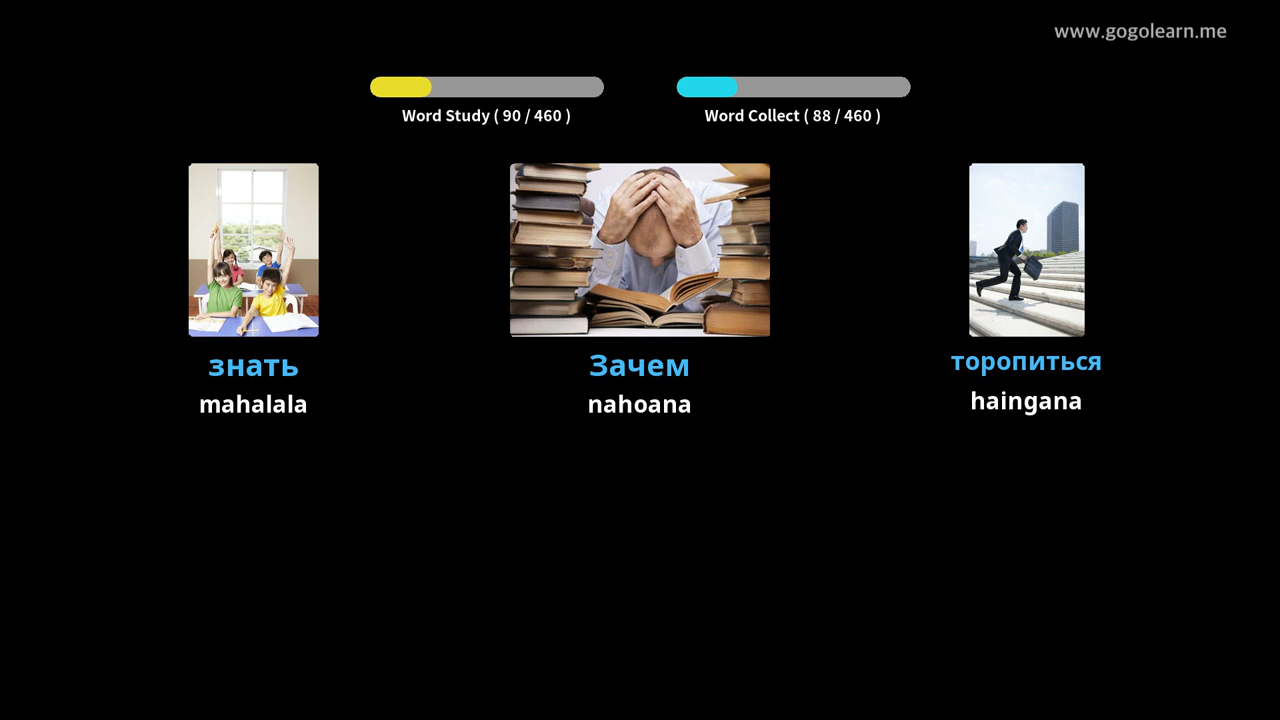 www.gogolearn.me
Word Study ( 90 / 460 )
Word Collect ( 88 / 460 )
знать
mahalala
Зачем
nahoana
торопиться
haingana